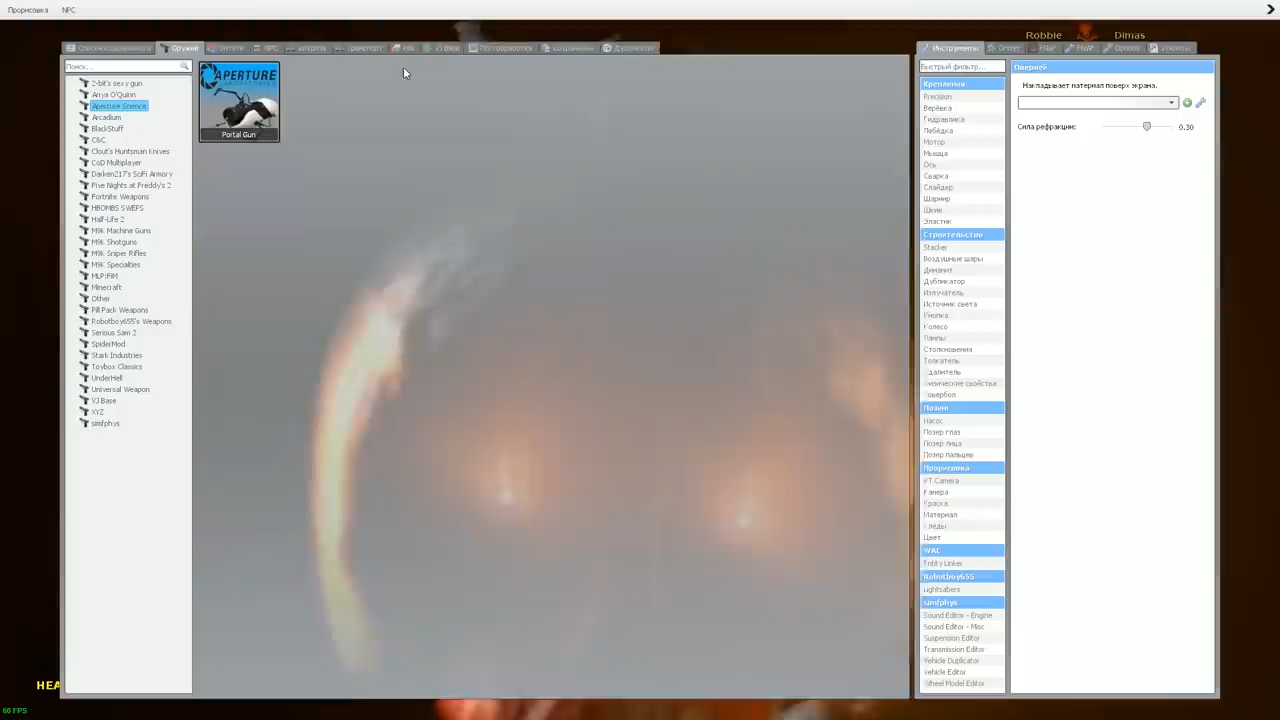 Прорисовка NPC
Robbie Dimas
Оружие NPC
Инструменты
Поиск...
2-bit's sexy gun
Anya O'Quinn
Aperture Science
Arcadium
BlackStuff
C&C
Clout's Huntsman Knives
CoD Multiplayer
Darken217's SciFi Armory
Five Nights at Freddy's 2
Fortnite Weapons
HBOMBS SWEPS
Half-Life 2
M9k Machine Guns
M9k Shotguns
M9k Sniper Rifles
M9k Specialties
MLP:FiM
Minecraft
Other
Pill Pack Weapons
Robotboy655's Weapons
Serious Sam 2
SpiderMod
Stark Industries
Toybox Classics
UnderHell
Universal Weapon
VJ Base
XYZ
simfphys
APERTURE
Portal Gun
Быстрый фильтр...
Крепления
Precision
Верёвка
Гидравлика
Лебёдка
Мотор
Мышца
Ось
Сварка
Слайдер
Шарнир
Шкив
Эластик
Строительство
Stacker
Воздушные шары
Динамит
Дубликатор
Излучатель
Источник света
Кнопка
Колесо
Лампы
Столкновения
Толкатель
Удалитель
Физические свойства
Ховербол
Позинг
Насос
Позер глаз
Позер лица
Позер пальцев
Прорисовка
RT Camera
Камера
Краска
Материал
Следы
Цвет
WAC
Entity Linker
Robotboy655
Lightsabers
simfphys
Sound Editor - Engine
Sound Editor - Misc
Suspension Editor
Transmission Editor
Vehicle Duplicator
Vehicle Editor
Wheel Model Editor
Оверлей
Накладывает материал поверх экрана.
Сила рефракции: 0.30
HEA
60 FPS